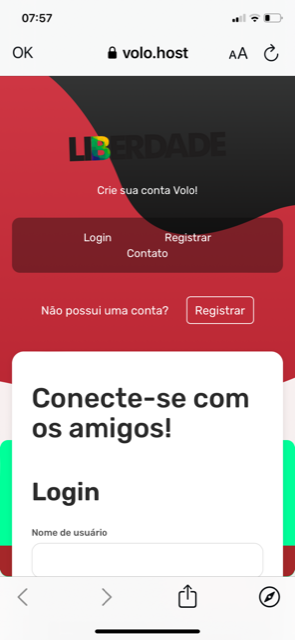 07:57
OK
volo.host
AA
LIBERDADE
Crie sua conta Volo!
Login
Registrar
Contato
Não possui uma conta?
Registrar
Conecte-se com
os amigos!
Login
Nome de usuário